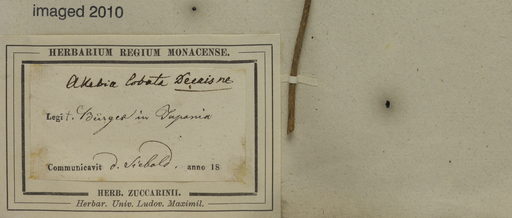 imaged 2010
HERBARIUM REGIUM MONACENSE.
Akebia lobata Decaisne
Legit. Bürger in Japonia
Communicavit d. Siebold. anno 18
HERB. ZUCCARINII.
Herbar. Univ. Ludov. Maximil.